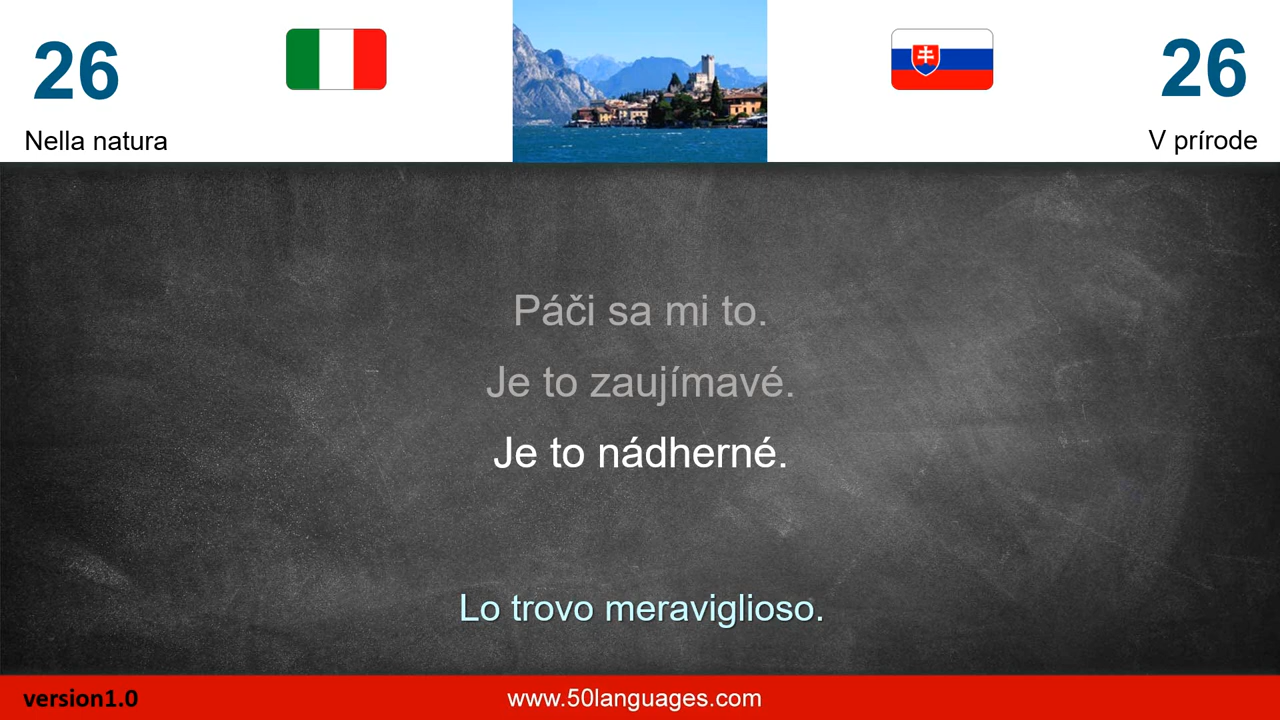 26
Nella natura
26
V prírode
Páči sa mi to.
Je to zaujímavé.
Je to nádherné.
Lo trovo meraviglioso.
version1.0
www.50languages.com